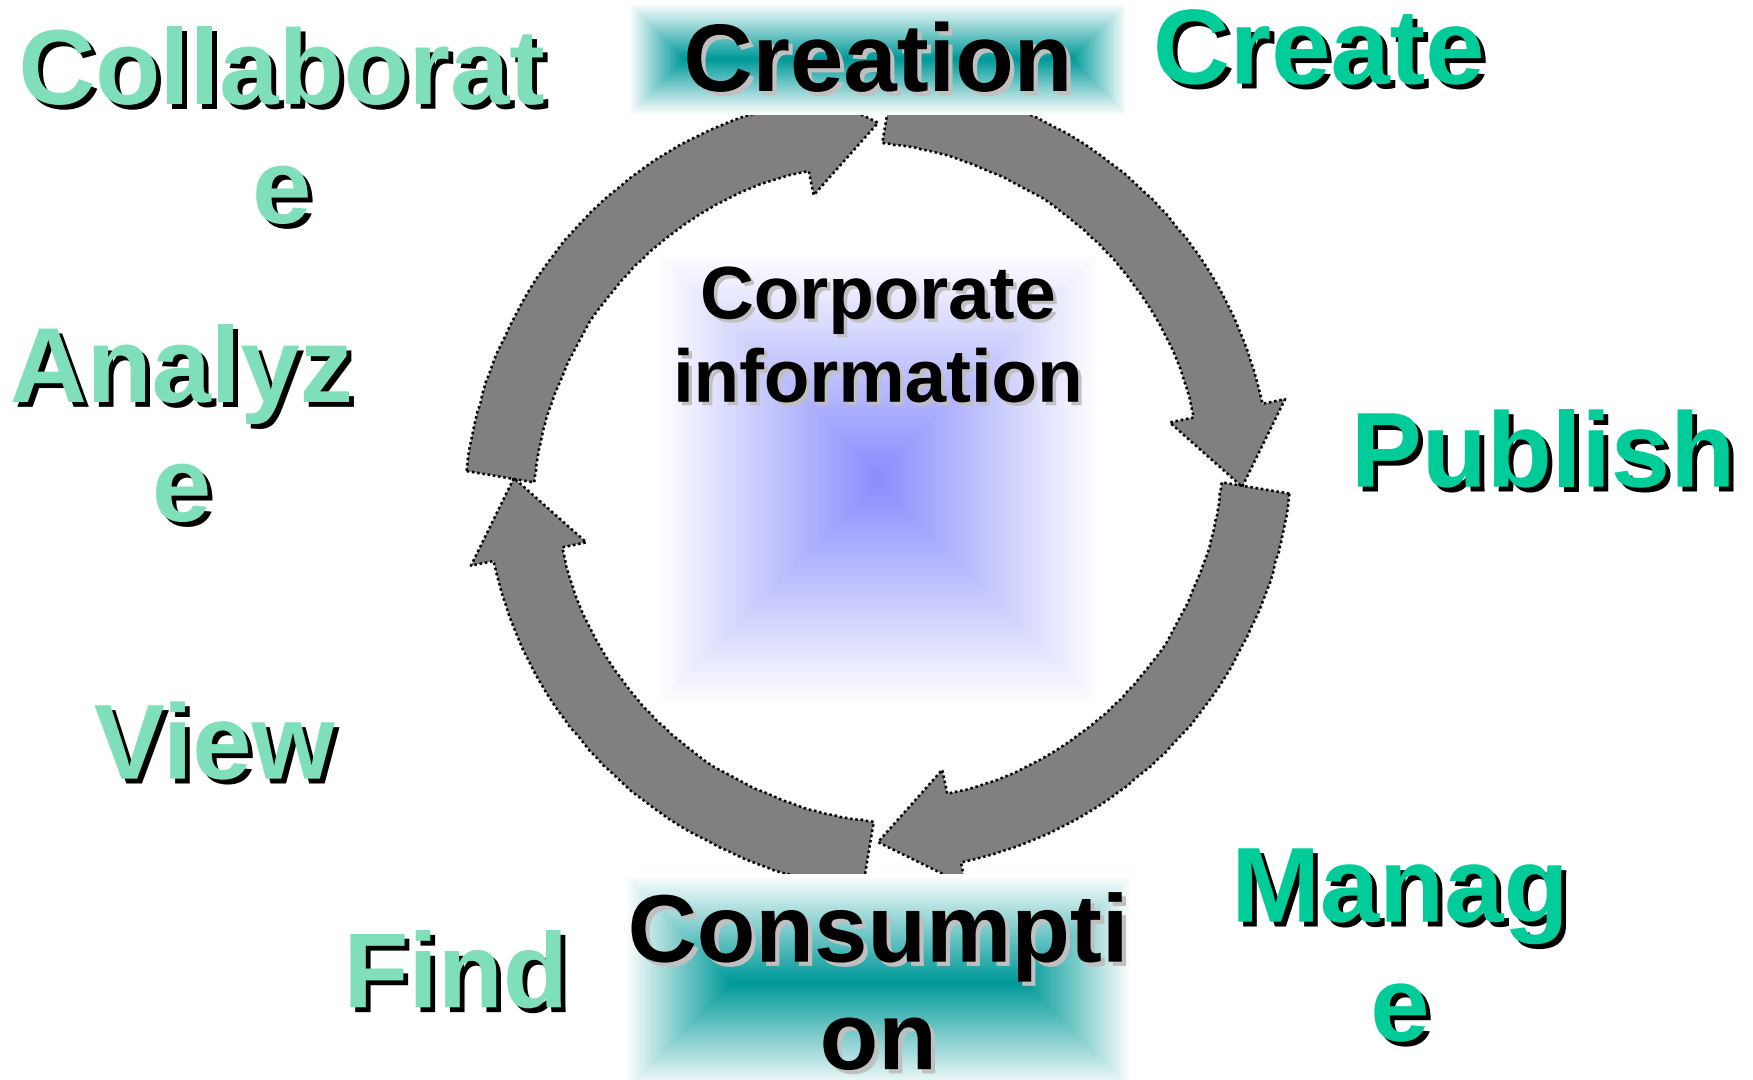 Creation
Create
Collaborat
e
Corporate
information
Analyz
e
Publish
View
Manag
e
Find
Consumpti
on